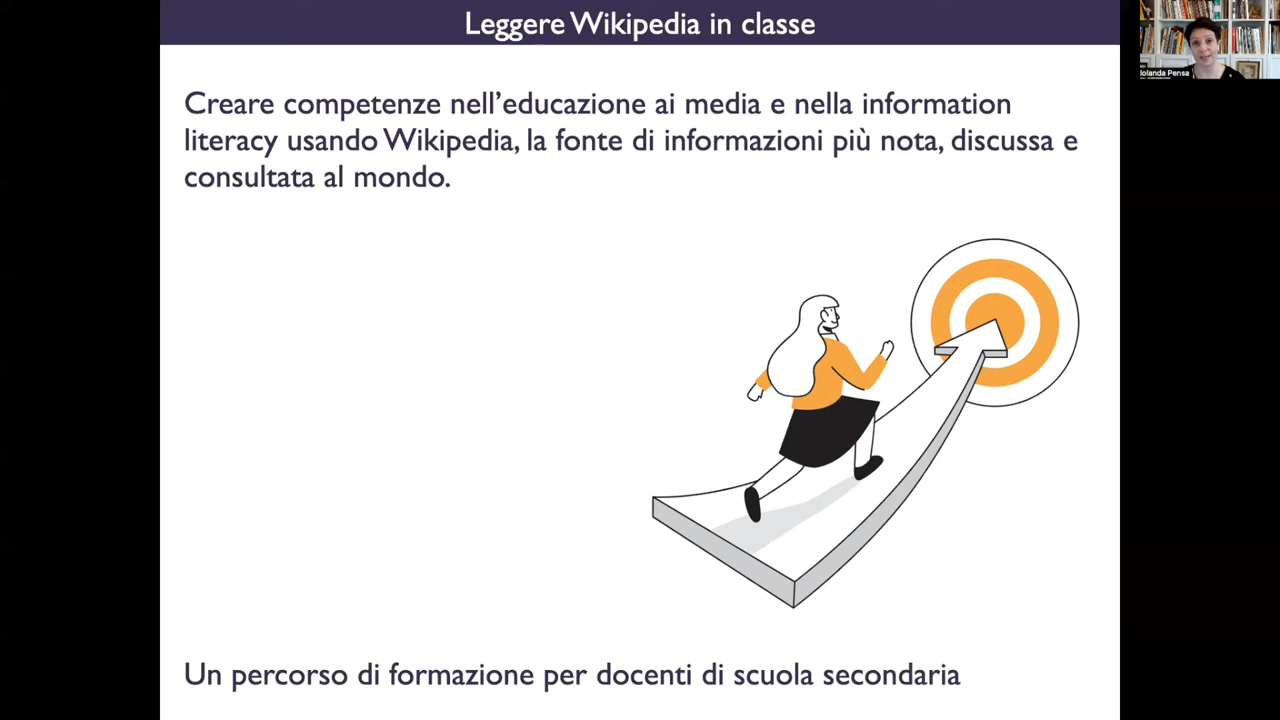 Leggere Wikipedia in classe
Iolanda Pensa
Creare competenze nell’educazione ai media e nella information
literacy usando Wikipedia, la fonte di informazioni più nota, discussa e
consultata al mondo.
Un percorso di formazione per docenti di scuola secondaria